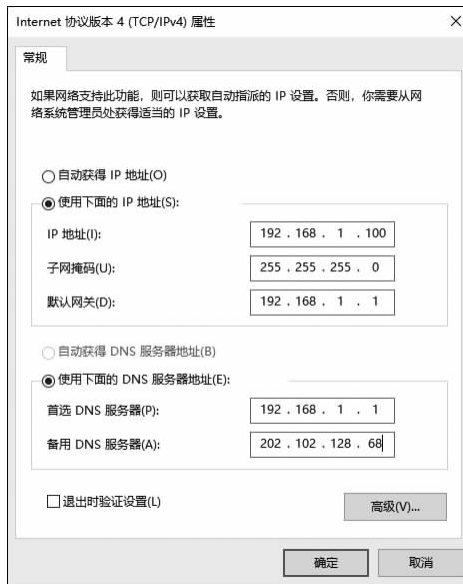 Internet 协议版本 4 (TCP/IPv4) 属性
常规
如果网络支持此功能，则可以获取自动指派的 IP 设置。否则，你需要从网
络系统管理员处获得适当的 IP 设置。
自动获得 IP 地址(O)
使用下面的 IP 地址(S):
IP 地址(I): 192 . 168 . 1 . 100
子网掩码(U): 255 . 255 . 255 . 0
默认网关(D): 192 . 168 . 1 . 1
自动获得 DNS 服务器地址(B)
使用下面的 DNS 服务器地址(E):
首选 DNS 服务器(P): 192 . 168 . 1 . 1
备用 DNS 服务器(A): 202 . 102 . 128 . 68
退出时验证设置(L)
高级(V)...
确定 取消